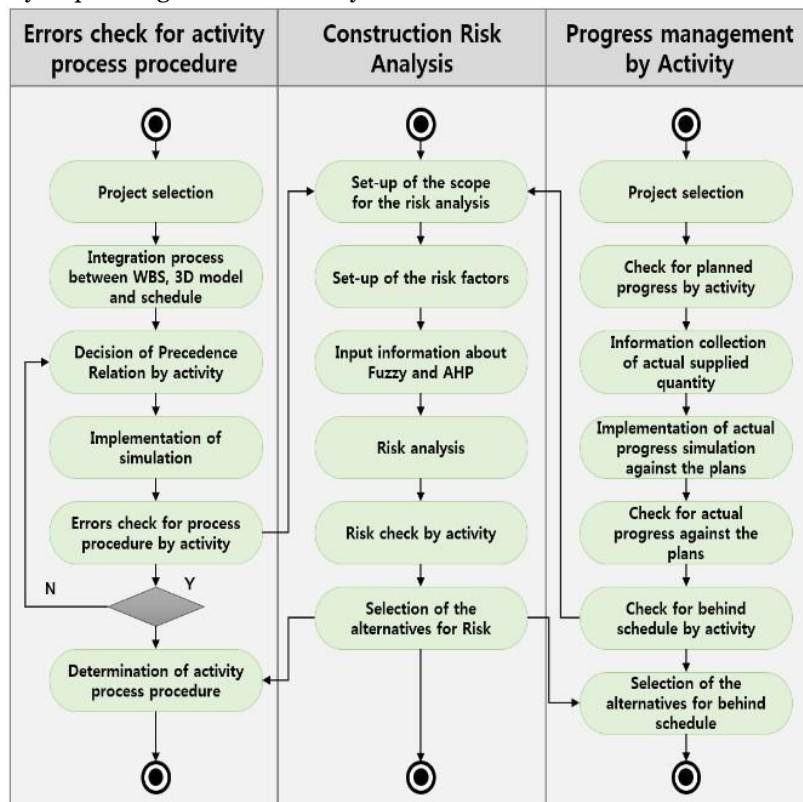 Errors check for activity
process procedure
Project selection
Integration process
between WBS, 3D model
and schedule
Decision of Precedence
Relation by activity
Implementation of
simulation
Errors check for process
procedure by activity
N
Y
Determination of activity
process procedure
Construction Risk
Analysis
Set-up of the scope
for the risk analysis
Set-up of the risk factors
Input information about
Fuzzy and AHP
Risk analysis
Risk check by activity
Selection of the
alternatives for Risk
Progress management
by Activity
Project selection
Check for planned
progress by activity
Information collection
of actual supplied
quantity
Implementation of actual
progress simulation
against the plans
Check for actual
progress against the
plans
Check for behind
schedule by activity
Selection of the
alternatives for behind
schedule